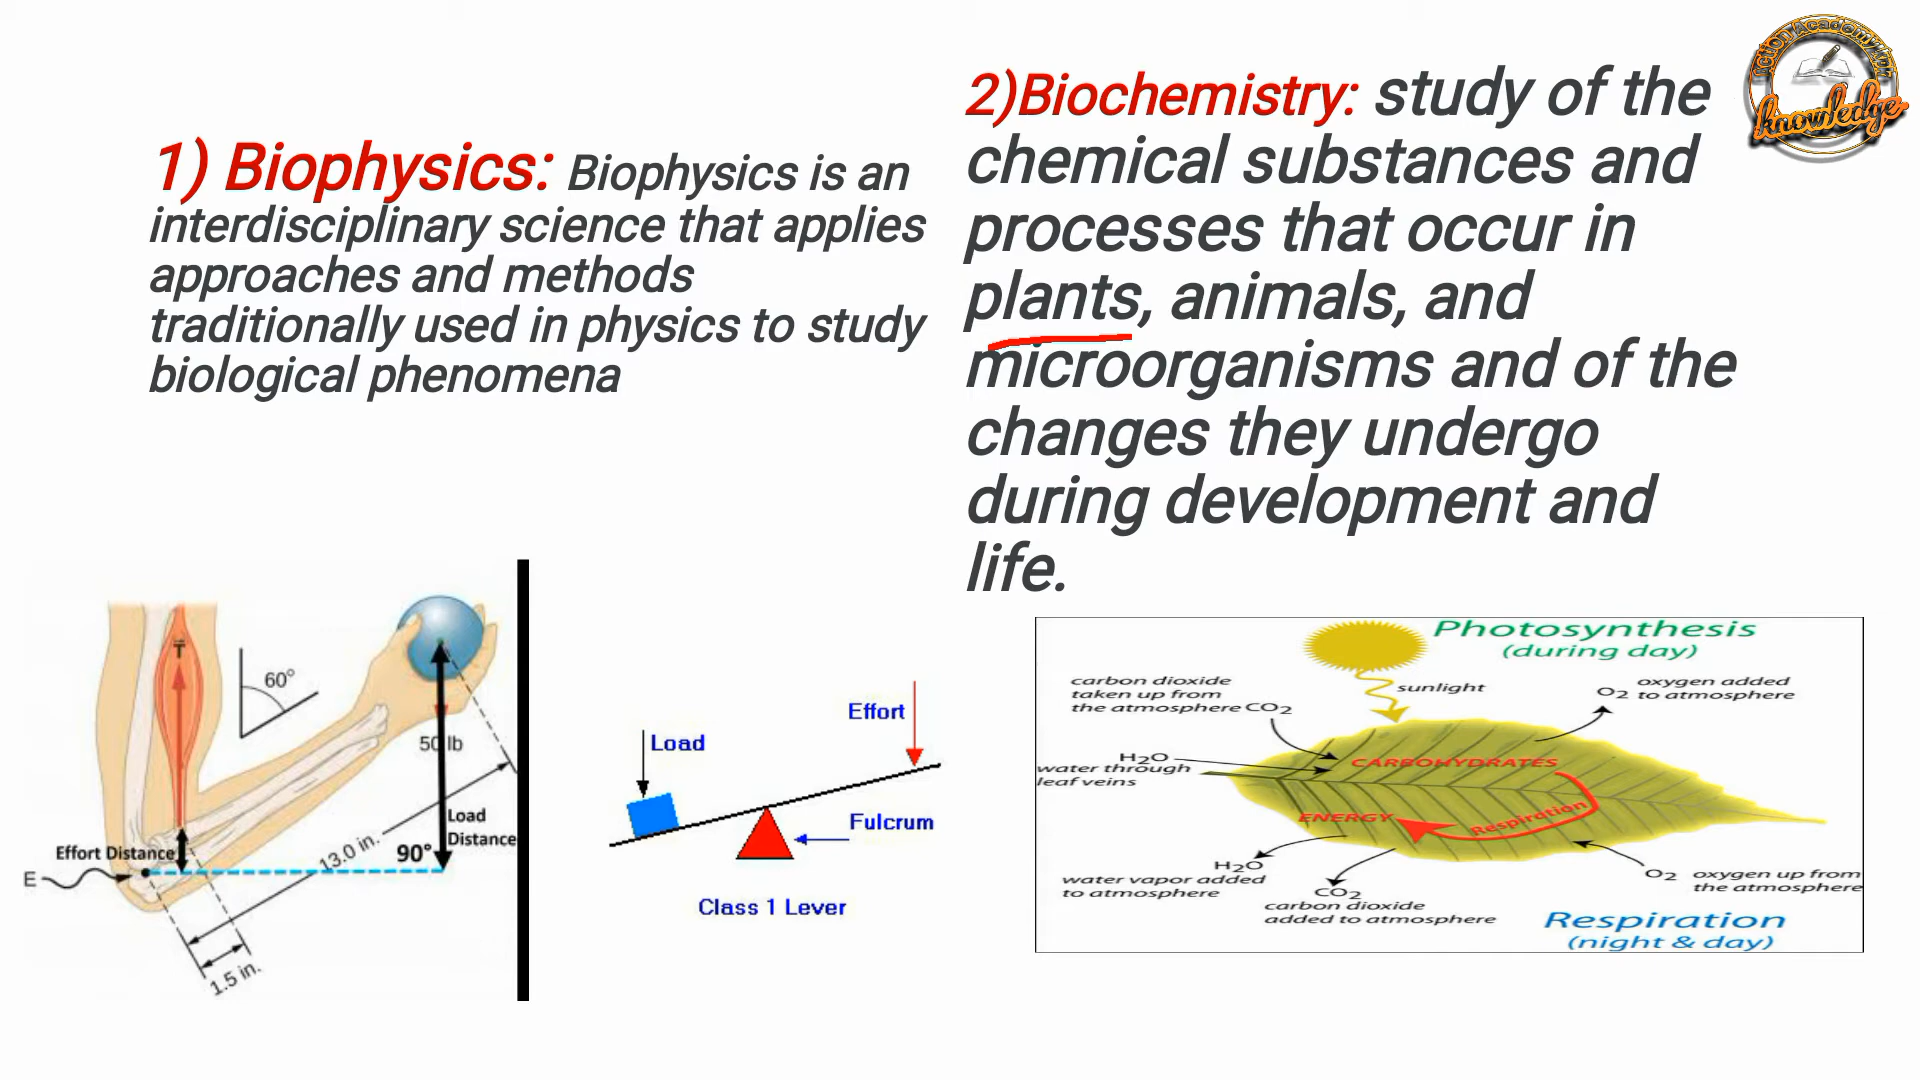 1) Biophysics: Biophysics is an
interdisciplinary science that applies
approaches and methods
traditionally used in physics to study
biological phenomena
2)Biochemistry: study of the
chemical substances and
processes that occur in
plants, animals, and
microorganisms and of the
changes they undergo
during development and
life.
knowledge
T
60°
50 lb
Load
Distance
Effort Distance
13.0 in.
90°
E
1.5 in.
Effort
Load
Fulcrum
Class 1 Lever
Photosynthesis
(during day)
sunlight
carbon dioxide
taken up from
the atmosphere CO2
oxygen added
O2 to atmosphere
H2O
water through
leaf veins
CARBOHYDRATES
ENERGY
Respiration
H2O
water vapor added
to atmosphere
CO2
carbon dioxide
added to atmosphere
O2 oxygen up from
the atmosphere
Respiration
(night & day)